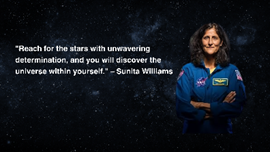 "Reach for the stars with unwavering
determination, and you will discover the
universe within yourself." – Sunita Williams